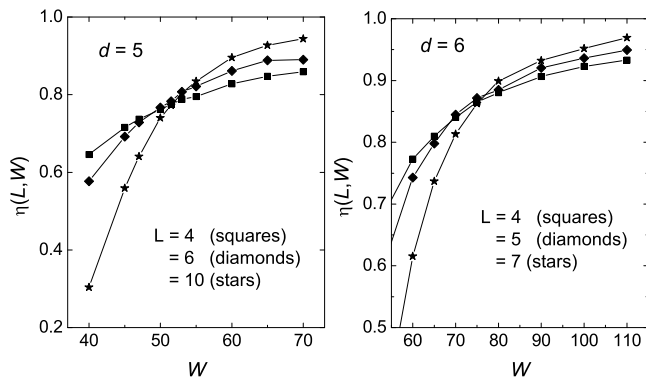 1.0
0.8
0.6
0.4
0.2
η(L,W)
d = 5
L = 4 (squares)
= 6 (diamonds)
= 10 (stars)
40 50 60 70
W
1.0
0.9
0.8
0.7
0.6
0.5
η(L,W)
d = 6
L = 4 (squares)
= 5 (diamonds)
= 7 (stars)
60 70 80 90 100 110
W